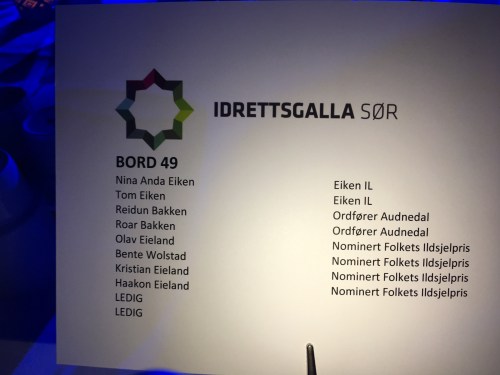 IDRETTSGALLA SØR
BORD 49
Nina Anda Eiken Eiken IL
Tom Eiken Eiken IL
Reidun Bakken Ordfører Audnedal
Roar Bakken Ordfører Audnedal
Olav Eieland Nominert Folkets Ildsjelpris
Bente Wolstad Nominert Folkets Ildsjelpris
Kristian Eieland Nominert Folkets Ildsjelpris
Haakon Eieland Nominert Folkets Ildsjelpris
LEDIG
LEDIG